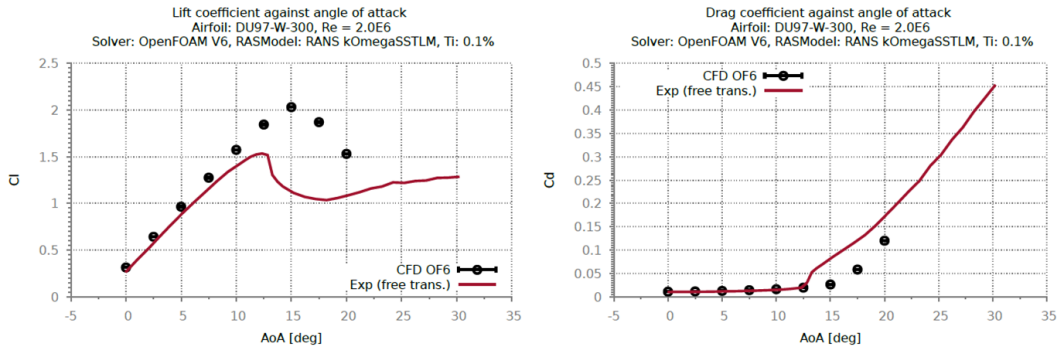 Lift coefficient against angle of attack
Airfoil: DU97-W-300, Re = 2.0E6
Solver: OpenFOAM V6, RASModel: RANS kOmegaSSTLM, Ti: 0.1%
2.5
2
1.5
1
0.5
0
Cl
CFD OF6
Exp (free trans.)
-5 0 5 10 15 20 25 30 35
AoA [deg]
Drag coefficient against angle of attack
Airfoil: DU97-W-300, Re = 2.0E6
Solver: OpenFOAM V6, RASModel: RANS kOmegaSSTLM, Ti: 0.1%
0.5
0.45
0.4
0.35
0.3
0.25
0.2
0.15
0.1
0.05
0
Cd
CFD OF6
Exp (free trans.)
-5 0 5 10 15 20 25 30 35
AoA [deg]